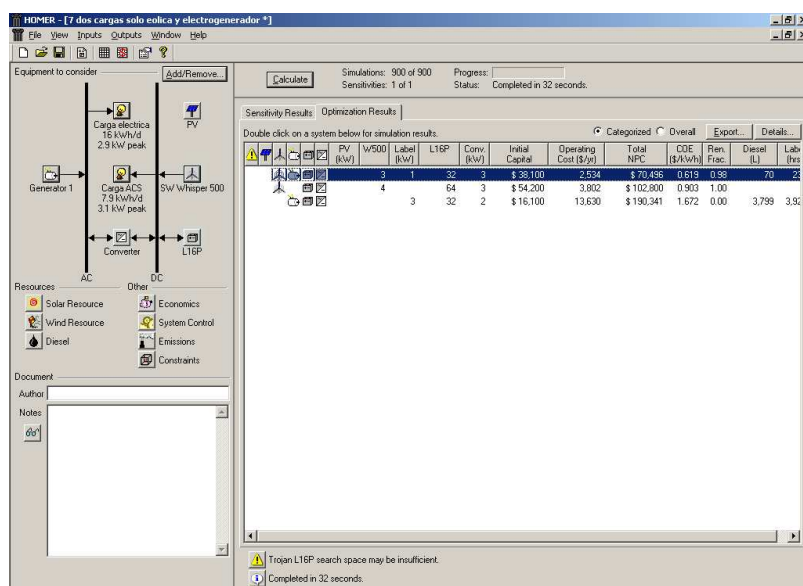 HOMER - [7 dos cargas solo eolica y electrogenerador *]
File View Inputs Outputs Window Help
Equipment to consider
Add/Remove...
Carga electrica
16 kWh/d
2.9 kW peak
PV
Generator 1
Carga ACS
7.9 kWh/d
3.1 kW peak
SW Whisper 500
Converter
L16P
AC
DC
Resources
Other
Solar Resource
Economics
Wind Resource
System Control
Diesel
Emissions
Constraints
Document
Author
Notes
Calculate
Simulations: 900 of 900
Progress:
Sensitivities: 1 of 1
Status: Completed in 32 seconds.
Sensitivity Results Optimization Results
Double click on a system below for simulation results.
Categorized Overall Export... Details...
PV (kW) W500 Label (kW) L16P Conv. (kW) Initial Capital Operating Cost ($/yr) Total NPC COE ($/kWh) Ren. Frac. Diesel (L)
3 1 32 3 $ 38,100 2,534 $ 70,496 0.619 0.98 70
4 64 3 $ 54,200 3,802 $ 102,800 0.903 1.00
3 32 2 $ 16,100 13,630 $ 190,341 1.672 0.00 3,799
Trojan L16P search space may be insufficient.
Completed in 32 seconds.